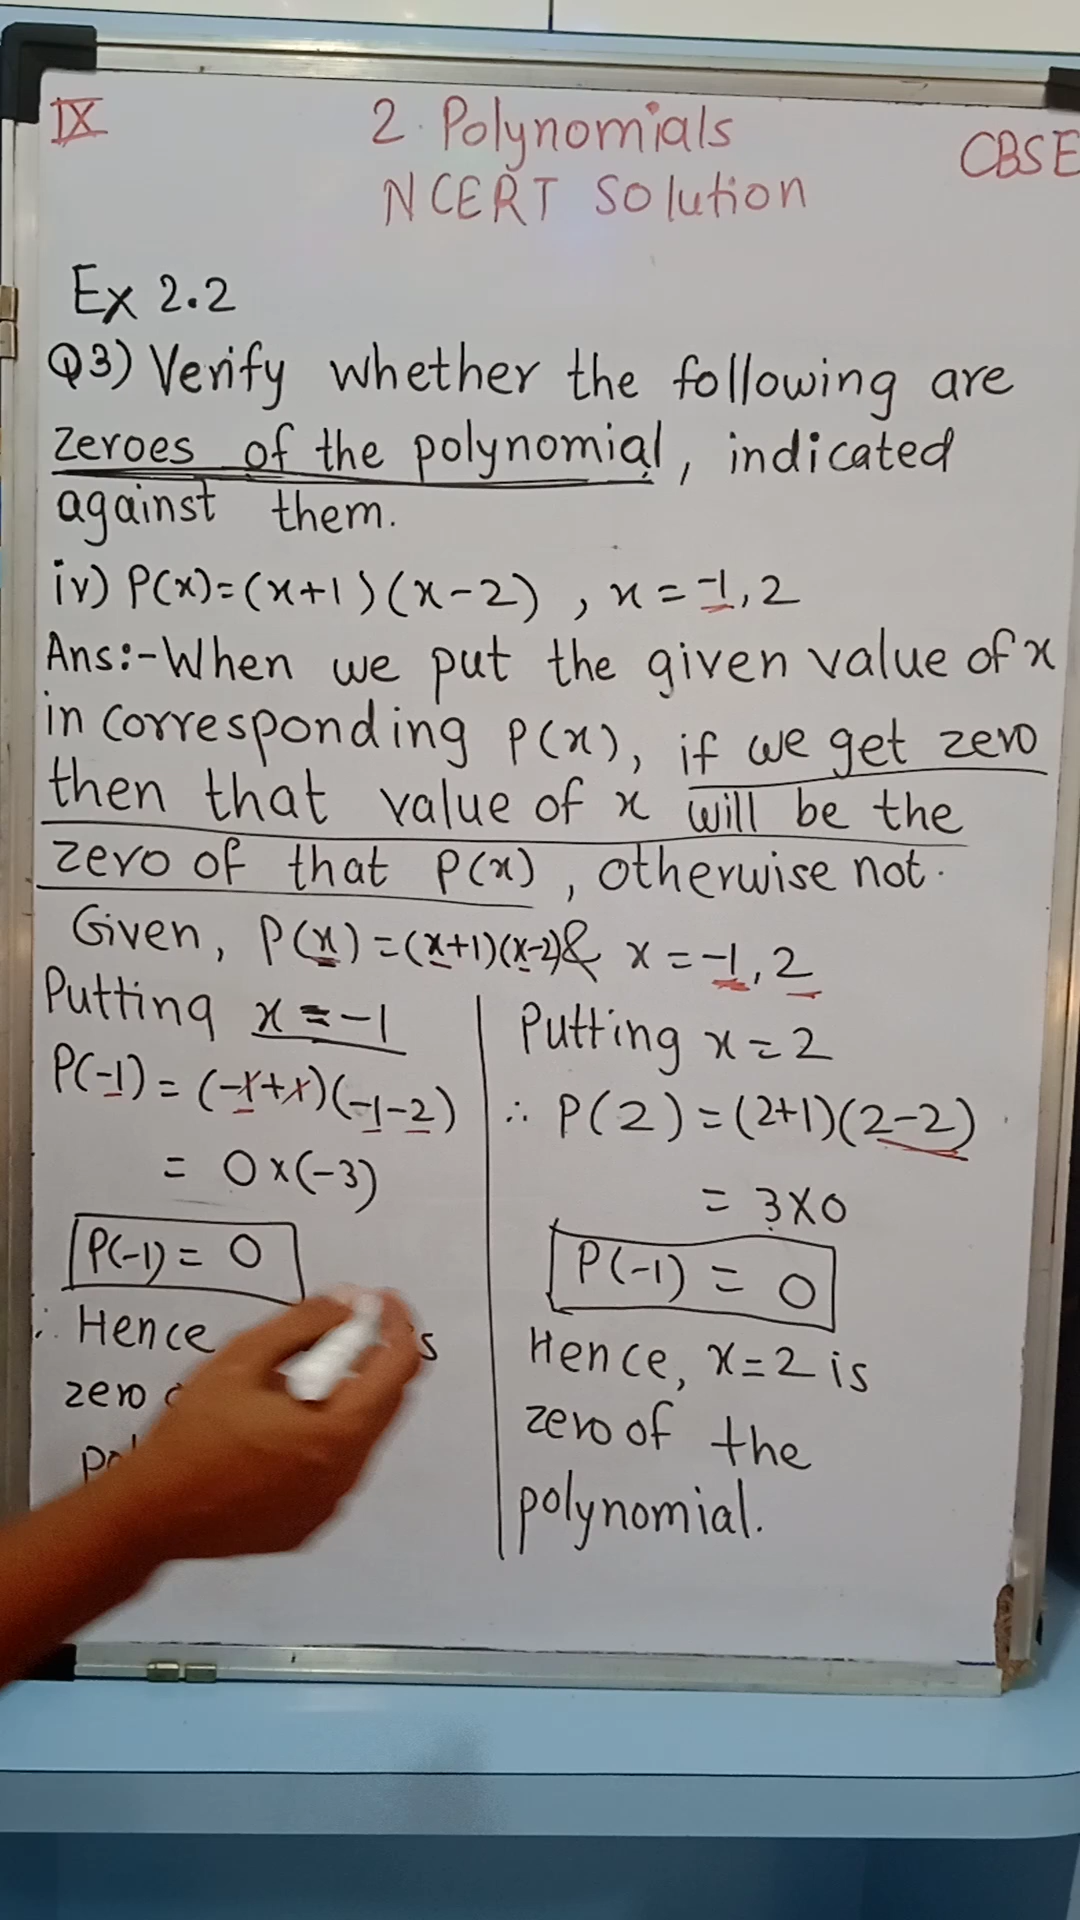 IX
2. Polynomials
CBSE
NCERT Solution
Ex 2.2
Q3) Verify whether the following are
zeroes of the polynomial, indicated
against them.
iv) P(x)=(x+1)(x-2), x=-1,2
Ans:-When we put the given value of x
in corresponding P(x), if we get zero
then that value of x will be the
zero of that P(x), otherwise not.
Given, P(x)=(x+1)(x-2)& x=-1,2
Putting x=-1
P(-1)=(-1+1)(-1-2)
= 0×(-3)
P(-1)= 0
∴ Hence
zero
Putting x=2
∴ P(2)=(2+1)(2-2)
= 3×0
P(-1) = 0
Hence, x=2 is
zero of the
polynomial.